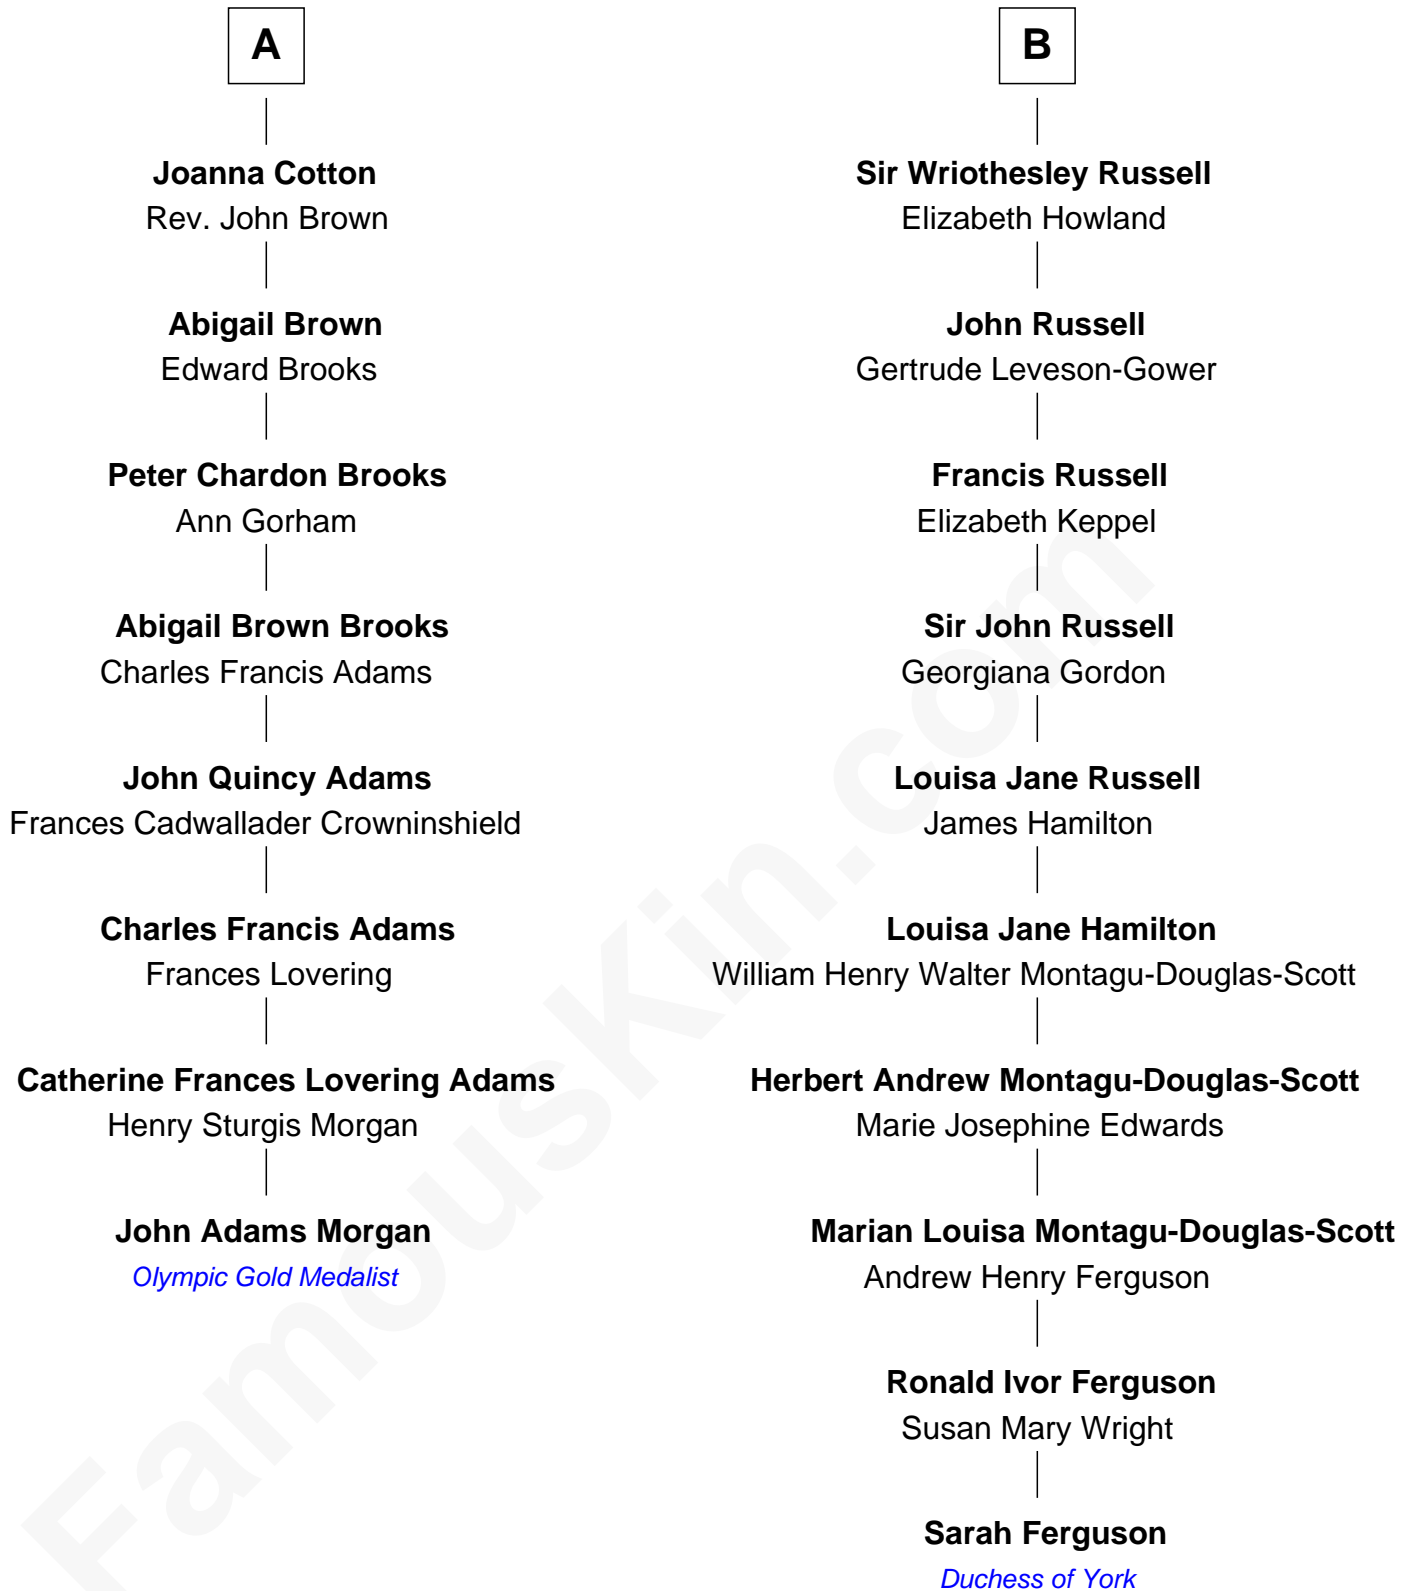 A
Joanna Cotton
Rev. John Brown
Abigail Brown
Edward Brooks
Peter Chardon Brooks
Ann Gorham
Abigail Brown Brooks
Charles Francis Adams
John Quincy Adams
Frances Cadwallader Crowninshield
Charles Francis Adams
Frances Lovering
Catherine Frances Lovering Adams
Henry Sturgis Morgan
John Adams Morgan
Olympic Gold Medalist
B
Sir Wriothesley Russell
Elizabeth Howland
John Russell
Gertrude Leveson-Gower
Francis Russell
Elizabeth Keppel
Sir John Russell
Georgiana Gordon
Louisa Jane Russell
James Hamilton
Louisa Jane Hamilton
William Henry Walter Montagu-Douglas-Scott
Herbert Andrew Montagu-Douglas-Scott
Marie Josephine Edwards
Marian Louisa Montagu-Douglas-Scott
Andrew Henry Ferguson
Ronald Ivor Ferguson
Susan Mary Wright
Sarah Ferguson
Duchess of York
FamousKin.com